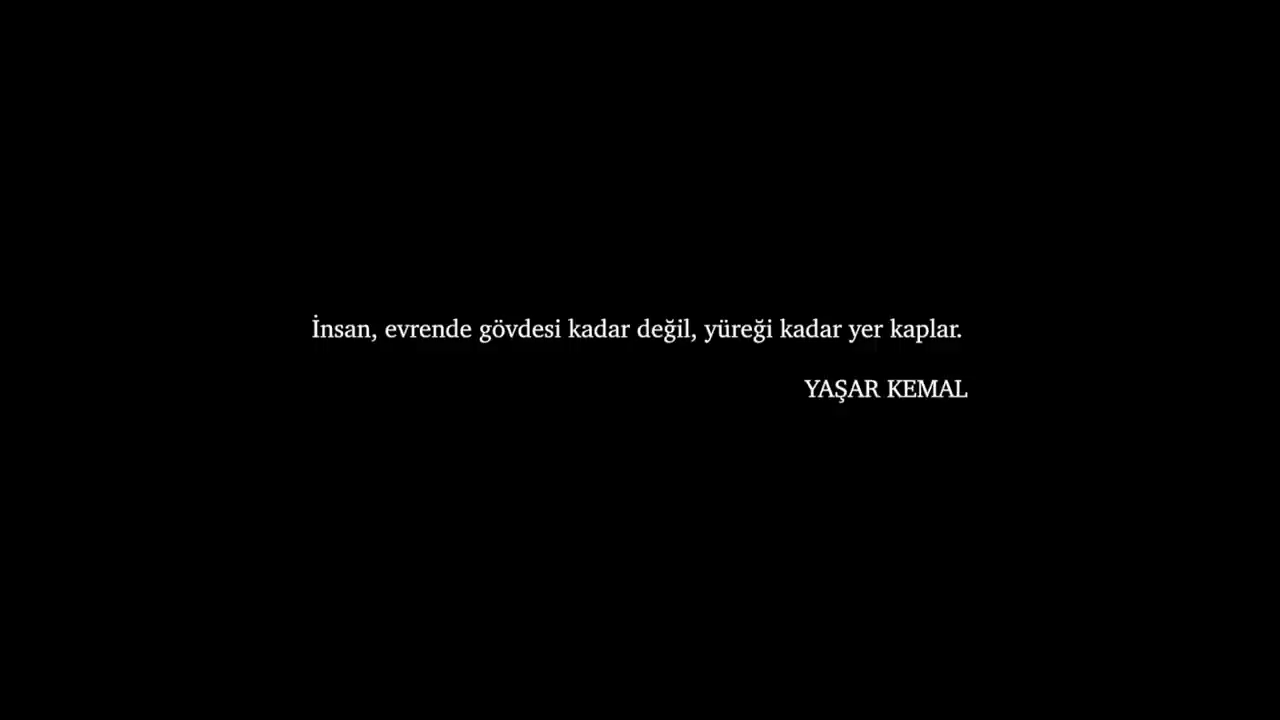 İnsan, evrende gövdesi kadar değil, yüreği kadar yer kaplar.
YAŞAR KEMAL